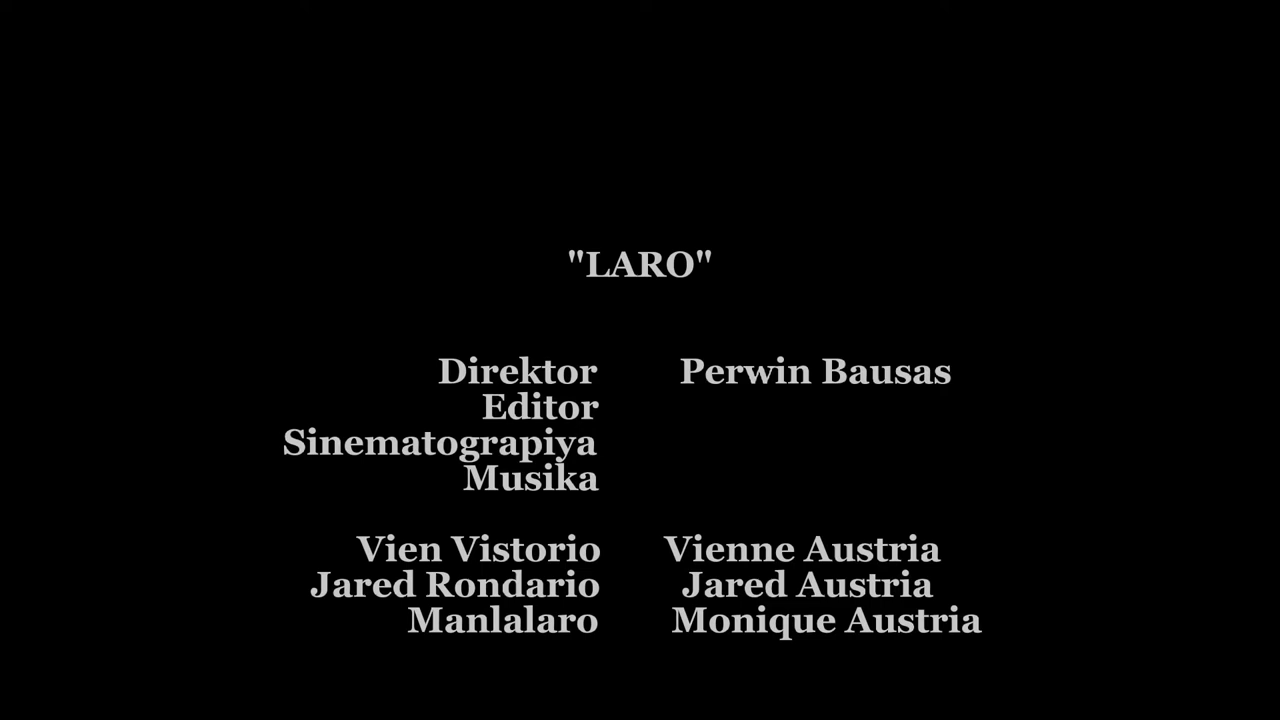 "LARO"
Direktor Perwin Bausas
Editor
Sinematograpiya
Musika
Vien Vistorio Vienne Austria
Jared Rondario Jared Austria
Manlalaro Monique Austria